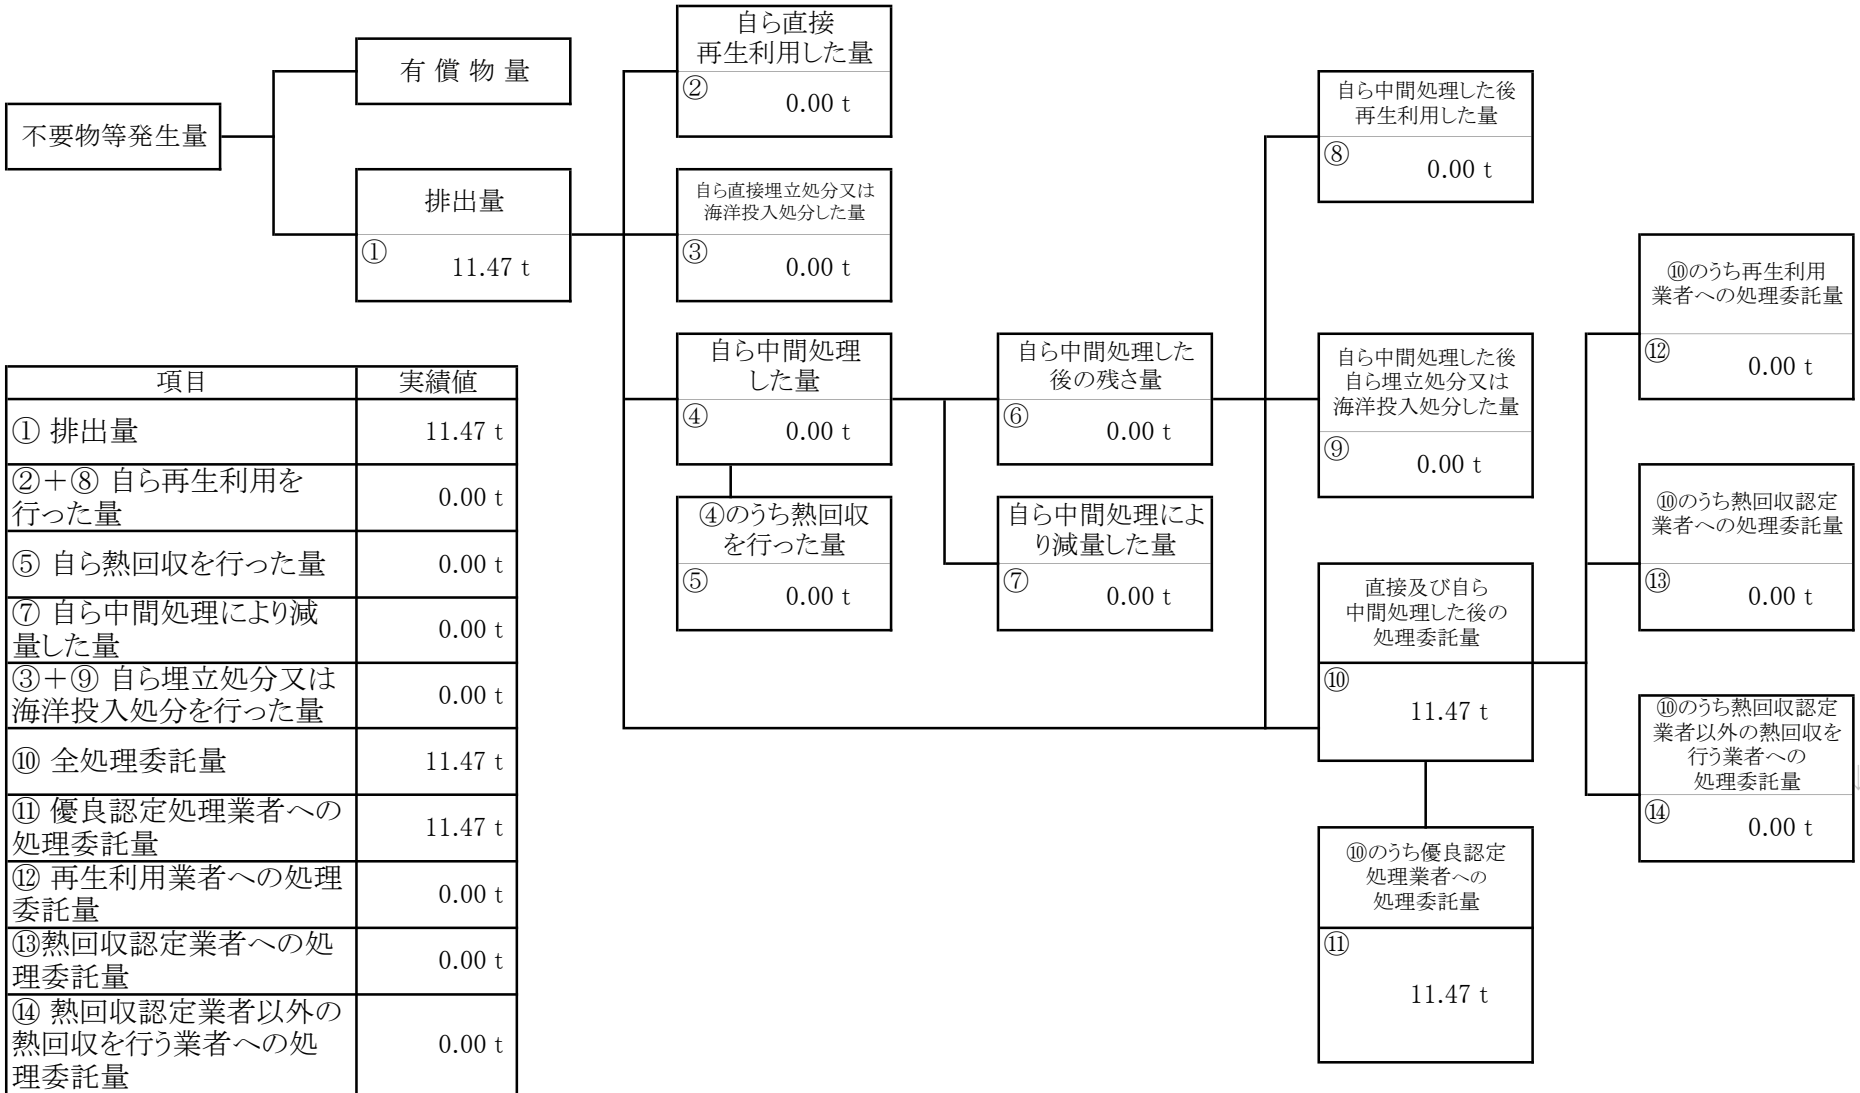 自ら直接
再生利用した量
②
0.00 t
有 償 物 量
不要物等発生量
排出量
①
11.47 t
自ら直接埋立処分又は
海洋投入処分した量
③
0.00 t
自ら中間処理
した量
④
0.00 t
④のうち熱回収
を行った量
⑤
0.00 t
自ら中間処理した
後の残さ量
⑥
0.00 t
自ら中間処理によ
り減量した量
⑦
0.00 t
自ら中間処理した後
再生利用した量
⑧
0.00 t
自ら中間処理した後
自ら埋立処分又は
海洋投入処分した量
⑨
0.00 t
直接及び自ら
中間処理した後の
処理委託量
⑩
11.47 t
⑩のうち優良認定
処理業者への
処理委託量
⑪
11.47 t
⑩のうち再生利用
業者への処理委託量
⑫
0.00 t
⑩のうち熱回収認定
業者への処理委託量
⑬
0.00 t
⑩のうち熱回収認定
業者以外の熱回収を
行う業者への
処理委託量
⑭
0.00 t
項目 実績値
① 排出量 11.47 t
②＋⑧ 自ら再生利用を
行った量 0.00 t
⑤ 自ら熱回収を行った量 0.00 t
⑦ 自ら中間処理により減
量した量 0.00 t
③＋⑨ 自ら埋立処分又は
海洋投入処分を行った量 0.00 t
⑩ 全処理委託量 11.47 t
⑪ 優良認定処理業者への
処理委託量 11.47 t
⑫ 再生利用業者への処理
委託量 0.00 t
⑬熱回収認定業者への処
理委託量 0.00 t
⑭ 熱回収認定業者以外の
熱回収を行う業者への処
理委託量 0.00 t